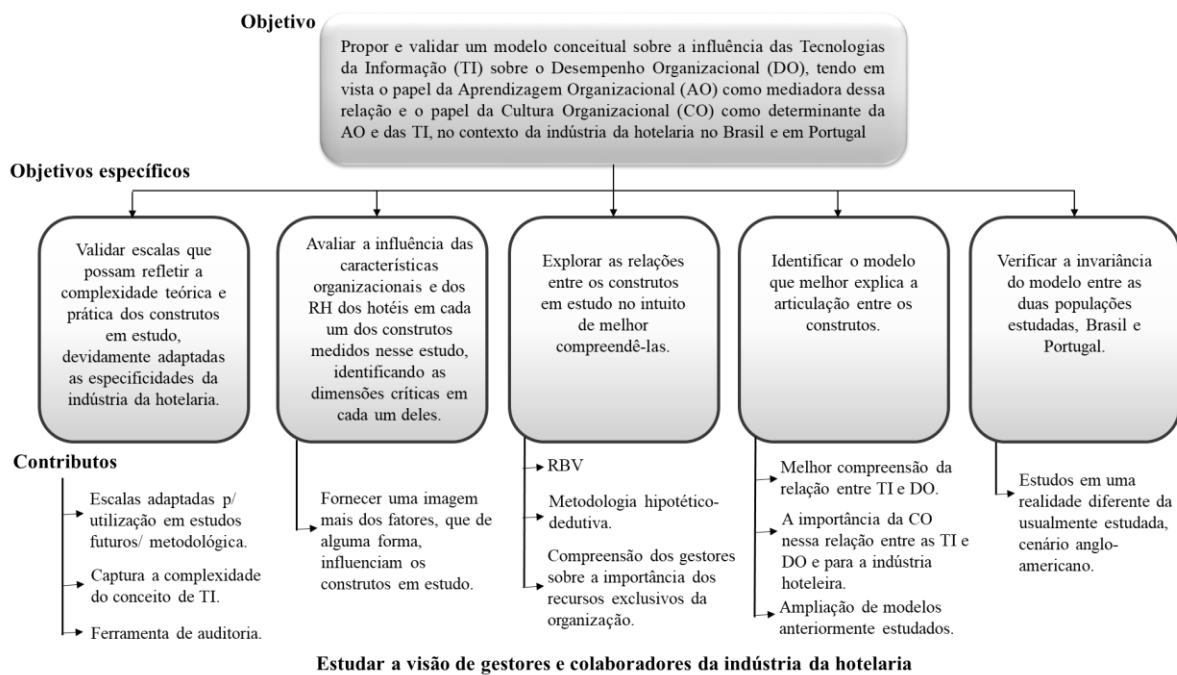 Objetivo
Propor e validar um modelo conceitual sobre a influência das Tecnologias
da Informação (TI) sobre o Desempenho Organizacional (DO), tendo em
vista o papel da Aprendizagem Organizacional (AO) como mediadora dessa
relação e o papel da Cultura Organizacional (CO) como determinante da
AO e das TI, no contexto da indústria da hotelaria no Brasil e em Portugal
Objetivos específicos
Validar escalas que
possam refletir a
complexidade teórica e
prática dos construtos
em estudo,
devidamente adaptadas
as especificidades da
indústria da hotelaria.
Avaliar a influência das
características
organizacionais e dos
RH dos hotéis em cada
um dos construtos
medidos nesse estudo,
identificando as
dimensões críticas em
cada um deles.
Explorar as relações
entre os construtos
em estudo no intuito
de melhor
compreendê-las.
Identificar o modelo
que melhor explica a
articulação entre os
construtos.
Verificar a invariância
do modelo entre as
duas populações
estudadas, Brasil e
Portugal.
Contributos
Escalas adaptadas p/
utilização em estudos
futuros/ metodológica.
Captura a complexidade
do conceito de TI.
Ferramenta de auditoria.
Fornecer uma imagem
mais dos fatores, que de
alguma forma,
influenciam os
construtos em estudo.
RBV
Metodologia hipotético-
dedutiva.
Compreensão dos gestores
sobre a importância dos
recursos exclusivos da
organização.
Melhor compreensão da
relação entre TI e DO.
A importância da CO
nessa relação entre as TI e
DO e para a indústria
hoteleira.
Ampliação de modelos
anteriormente estudados.
Estudos em uma
realidade diferente da
usualmente estudada,
cenário anglo-
americano.
Estudar a visão de gestores e colaboradores da indústria da hotelaria